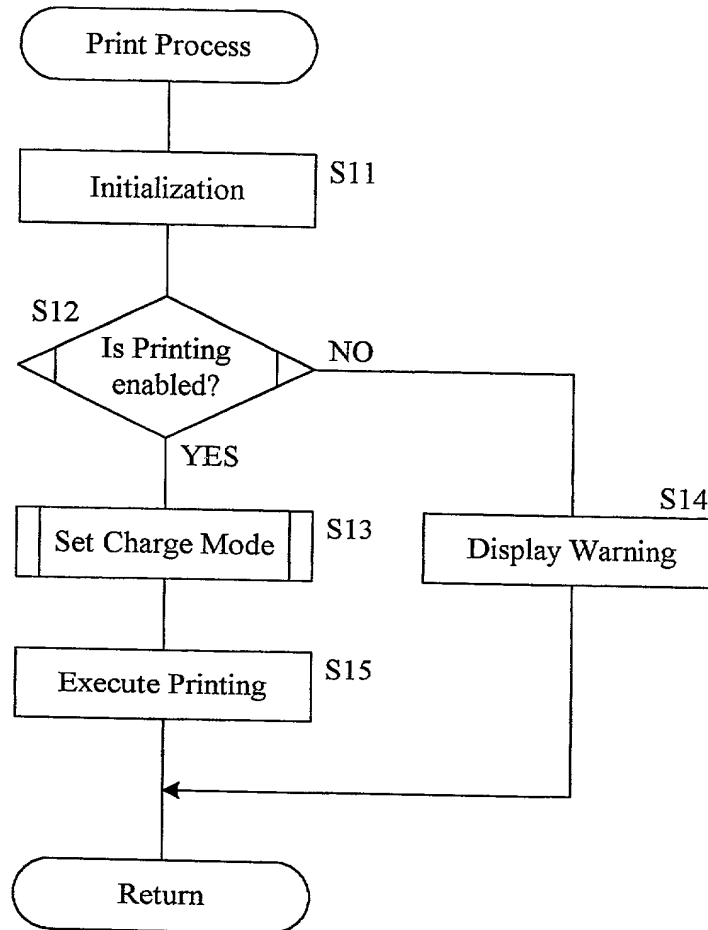 Print Process
Initialization
S11
S12
Is Printing
enabled?
NO
YES
Set Charge Mode
S13
S14
Display Warning
Execute Printing
S15
Return